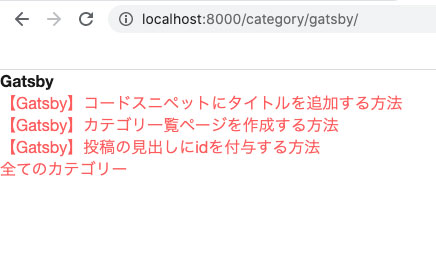 localhost:8000/category/gatsby/
Gatsby
【Gatsby】コードスニペットにタイトルを追加する方法
【Gatsby】カテゴリ一覧ページを作成する方法
【Gatsby】投稿の見出しにidを付与する方法
全てのカテゴリー